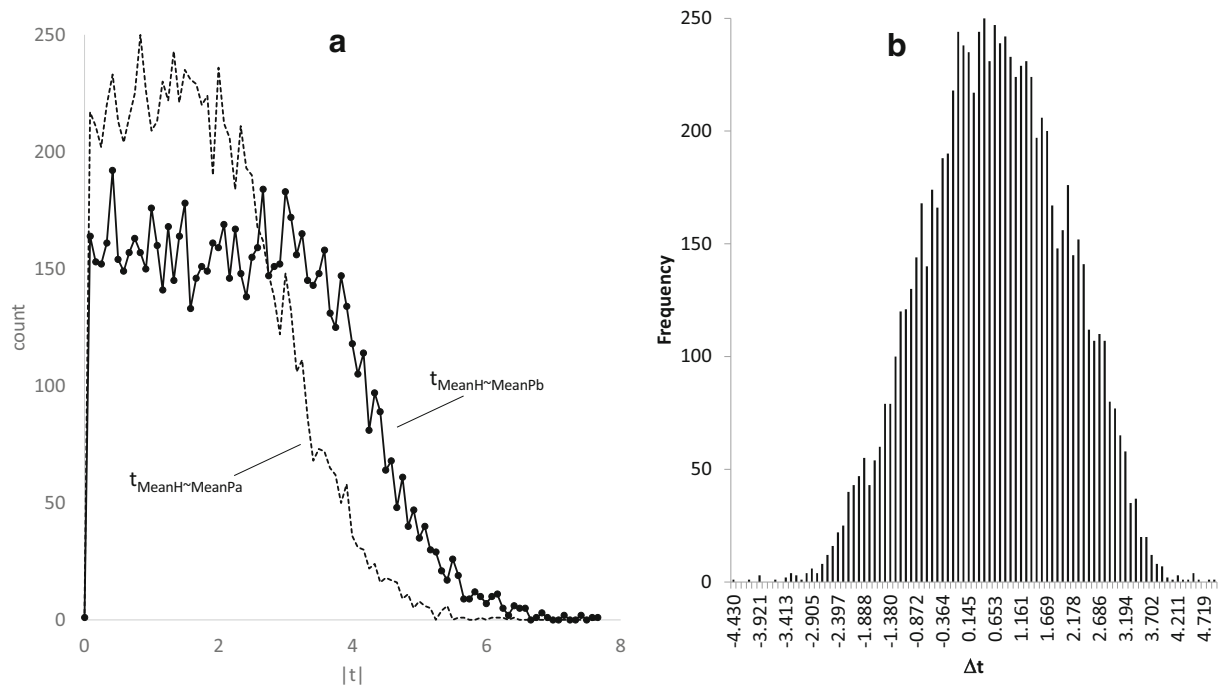 a
250
200
150
100
50
0
count
0 2 4 6 8
|t|
tMeanH~MeanPb
tMeanH~MeanPa
b
250
200
150
100
50
0
Frequency
-4.430 -3.921 -3.413 -2.905 -2.397 -1.888 -1.380 -0.872 -0.364 0.145 0.653 1.161 1.669 2.178 2.686 3.194 3.702 4.211 4.719
Δt